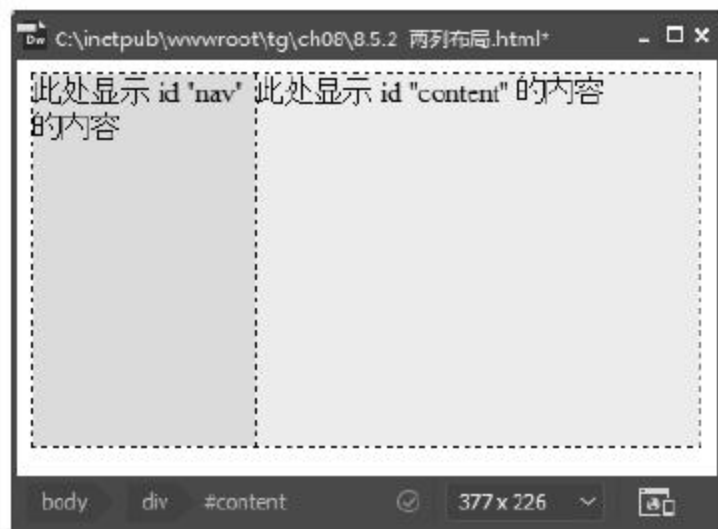 Dw C:\inetpub\wwwroot\tg\ch08\8.5.2 两列布局.html*
此处显示 id "nav"
的内容
此处显示 id "content" 的内容
body div #content 377 x 226